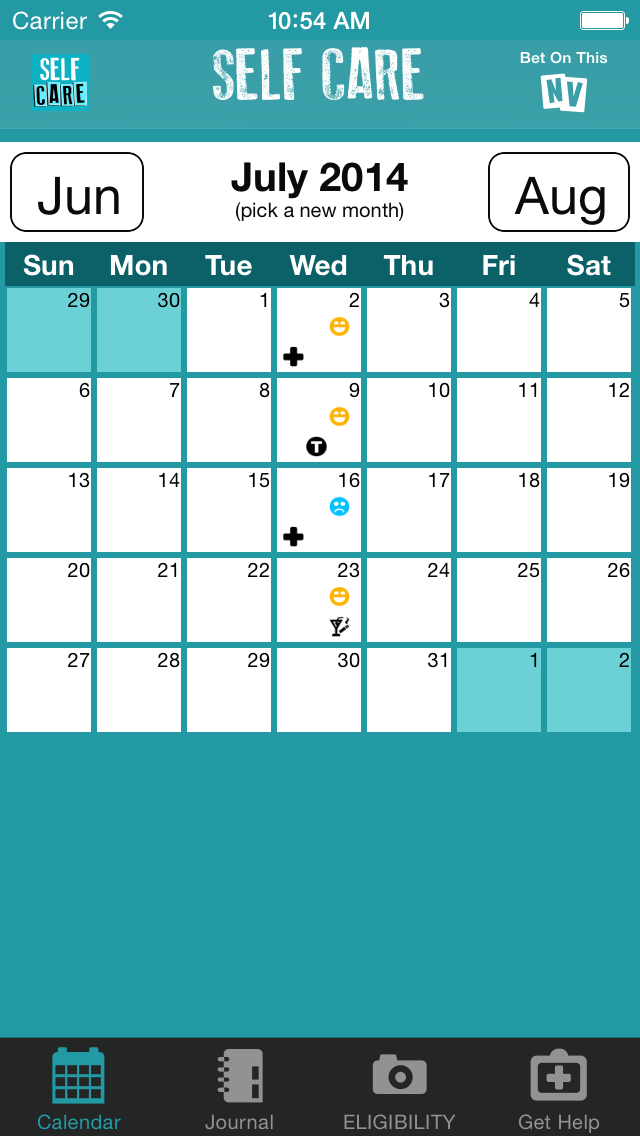 Carrier 10:54 AM
SELF CARE
SELF CARE
Bet On This
NV
Jun
July 2014
(pick a new month)
Aug
Sun Mon Tue Wed Thu Fri Sat
29 30 1 2 3 4 5
6 7 8 9 10 11 12
T
13 14 15 16 17 18 19
20 21 22 23 24 25 26
27 28 29 30 31 1 2
Calendar Journal ELIGIBILITY Get Help